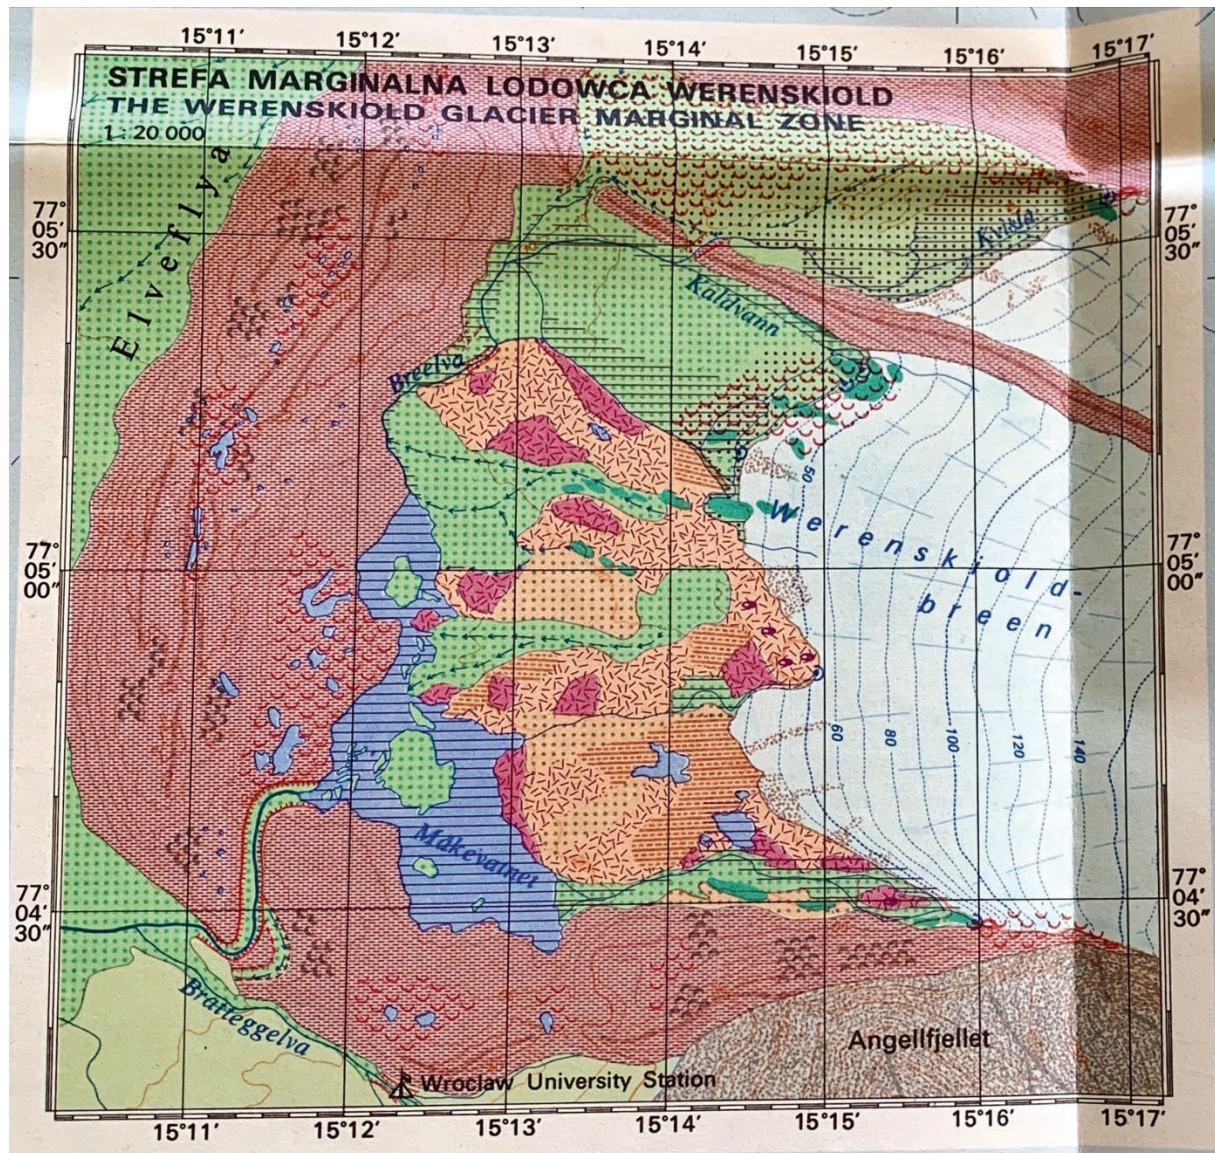 15°11′ 15°12′ 15°13′ 15°14′ 15°15′ 15°16′ 15°17′
STREFA MARGINALNA LODOWCA WERENSKIOLD
THE WERENSKIOLD GLACIER MARGINAL ZONE
1 : 20 000
Elveflya
77°
05′
30″
77°
05′
30″
Kvisla
Kaldvann
Breelva
50
Werenskiold-
breen
77°
05′
00″
77°
05′
00″
60 80 100 120 140
Måkevatnet
77°
04′
30″
77°
04′
30″
Bratteggelva
Angellfjellet
Wroclaw University Station
15°11′ 15°12′ 15°13′ 15°14′ 15°15′ 15°16′ 15°17′